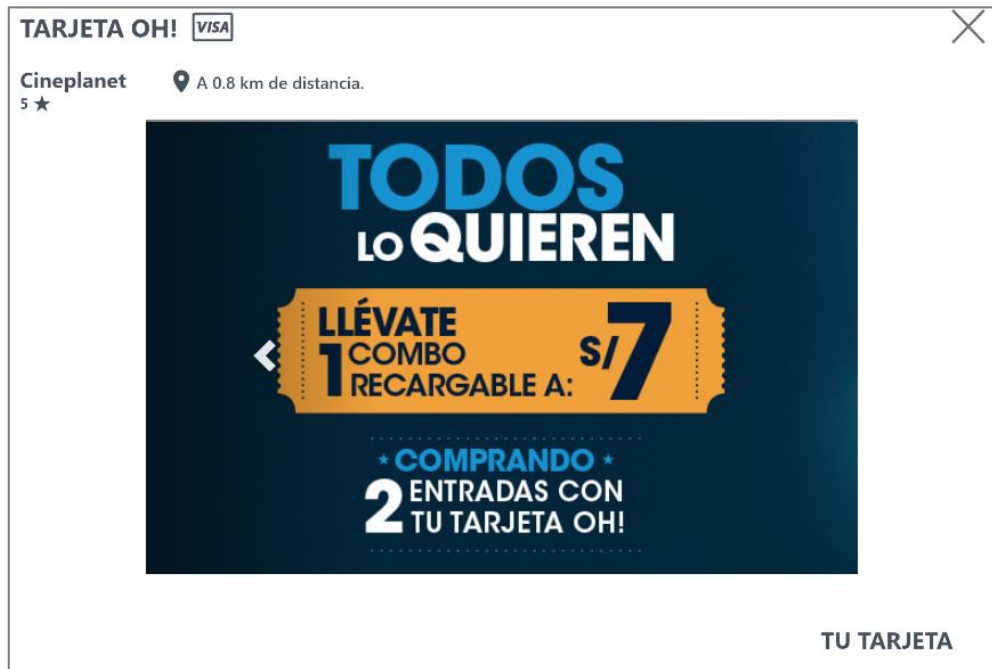 TARJETA OH! VISA
Cineplanet A 0.8 km de distancia.
5 ★
TODOS
LO QUIEREN
LLÉVATE
1 COMBO
RECARGABLE A: S/7
★ COMPRANDO ★
2 ENTRADAS CON
TU TARJETA OH!
TU TARJETA